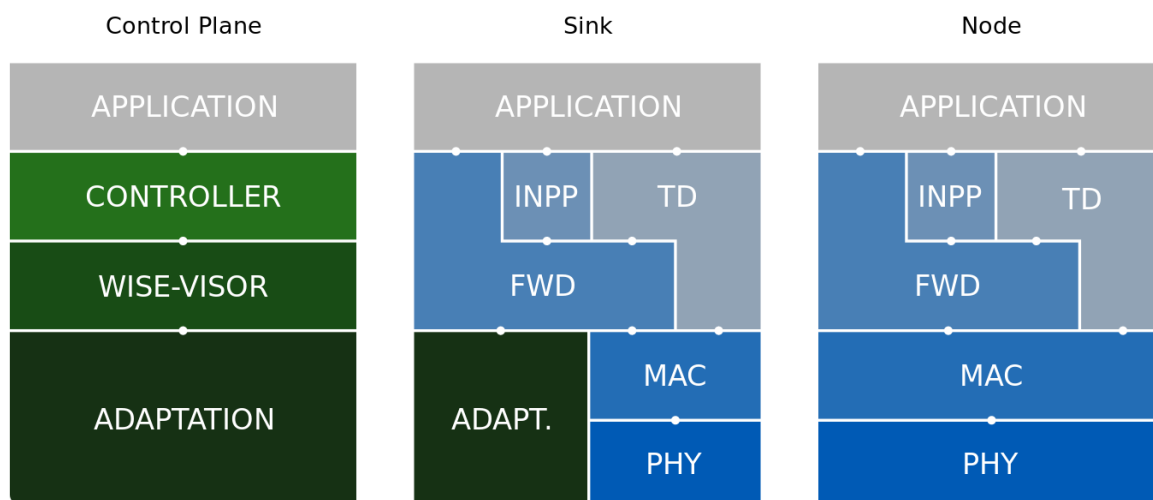 Control Plane
Sink
Node
APPLICATION
APPLICATION
APPLICATION
CONTROLLER
INPP
TD
INPP
TD
WISE-VISOR
FWD
FWD
ADAPTATION
ADAPT.
MAC
MAC
PHY
PHY